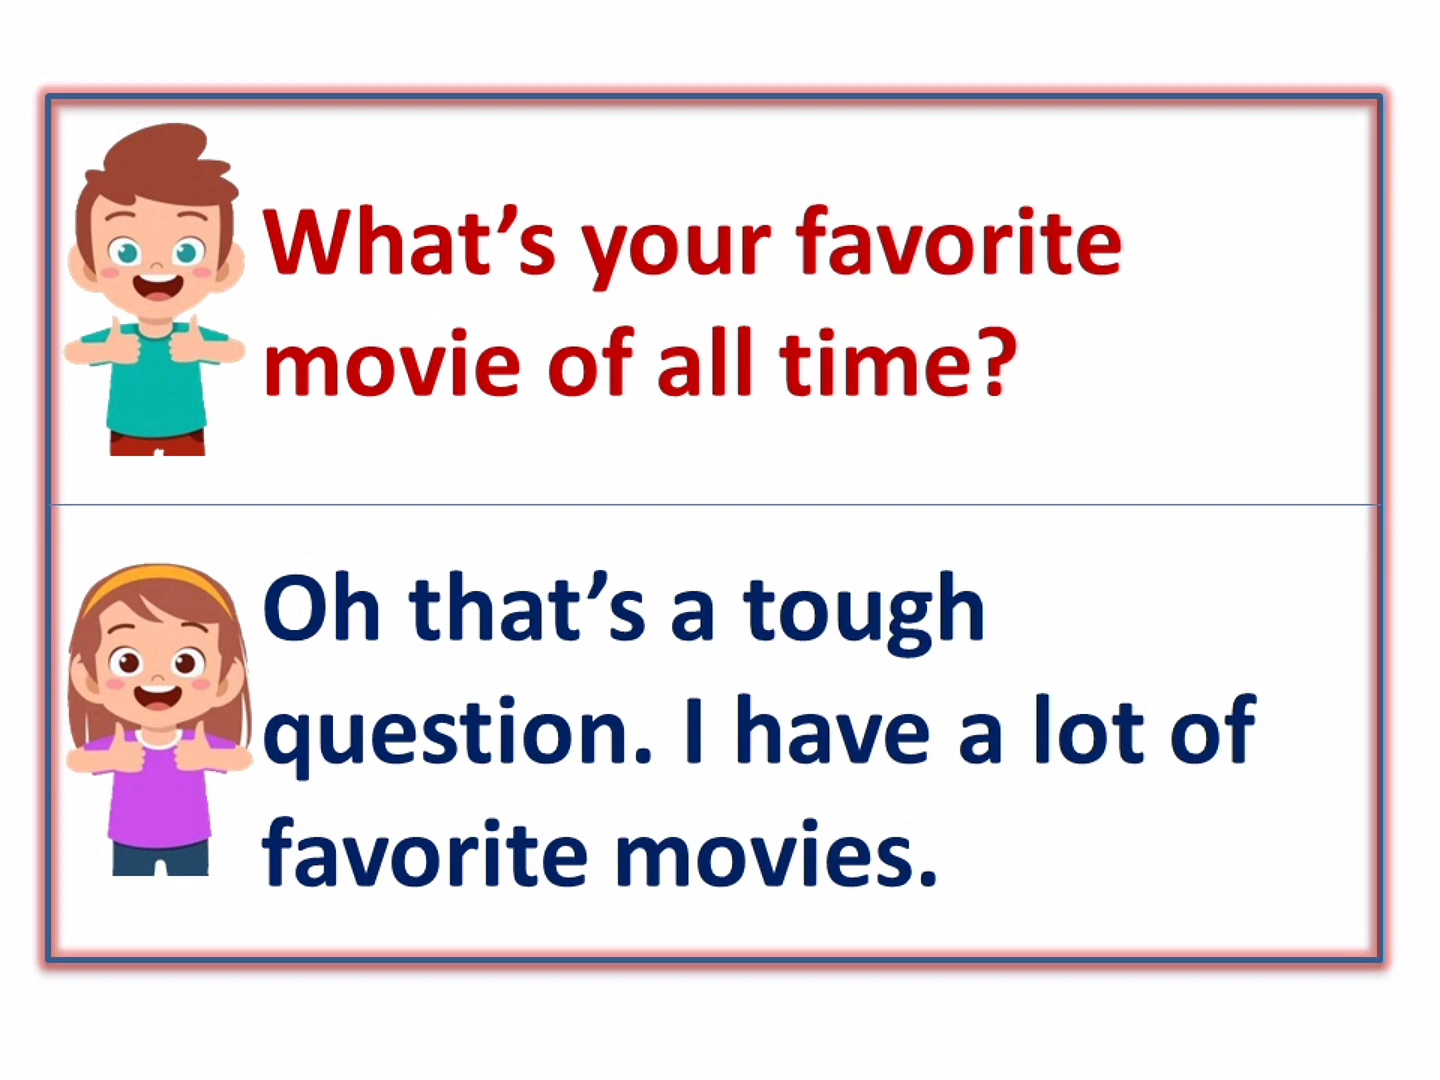 What’s your favorite
movie of all time?
Oh that’s a tough
question. I have a lot of
favorite movies.